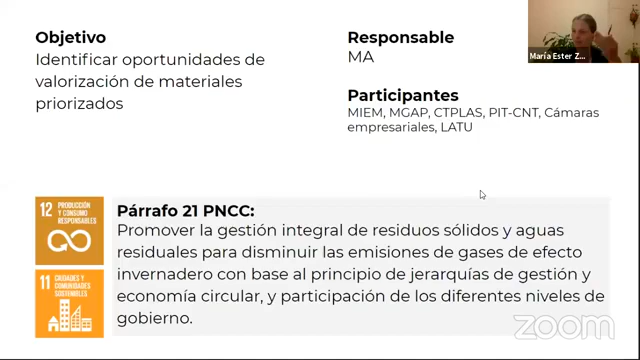 Objetivo
Identificar oportunidades de
valorización de materiales
priorizados
Responsable
MA
Participantes
MIEM, MGAP, CTPLAS, PIT-CNT, Cámaras
empresariales, LATU
María Ester Z...
12 PRODUCCIÓN
Y CONSUMO
RESPONSABLES
11 CIUDADES Y
COMUNIDADES
SOSTENIBLES
Párrafo 21 PNCC:
Promover la gestión integral de residuos sólidos y aguas
residuales para disminuir las emisiones de gases de efecto
invernadero con base al principio de jerarquías de gestión y
economía circular, y participación de los diferentes niveles de
gobierno.
zoom